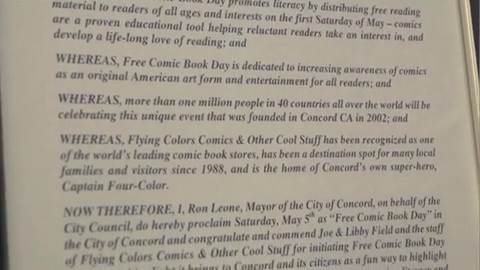 Book Day promotes literacy by distributing free reading
material to readers of all ages and interests on the first Saturday of May – comics
are a proven educational tool helping reluctant readers take an interest in, and
develop a life-long love of reading; and
WHEREAS, Free Comic Book Day is dedicated to increasing awareness of comics
as an original American art form and entertainment for all readers; and
WHEREAS, more than one million people in 40 countries all over the world will be
celebrating this unique event that was founded in Concord CA in 2002; and
WHEREAS, Flying Colors Comics & Other Cool Stuff has been recognized as one
of the world's leading comic book stores, has been a destination spot for many local
families and visitors since 1988, and is the home of Concord's own super-hero,
Captain Four-Color.
NOW THEREFORE, I, Ron Leone, Mayor of the City of Concord, on behalf of the
City Council, do hereby proclaim Saturday, May 5th as "Free Comic Book Day" in
the City of Concord and congratulate and commend Joe & Libby Field and the staff
of Flying Colors Comics & Other Cool Stuff for initiating Free Comic Book Day
it brings to Concord and its citizens as a fun way to highlight